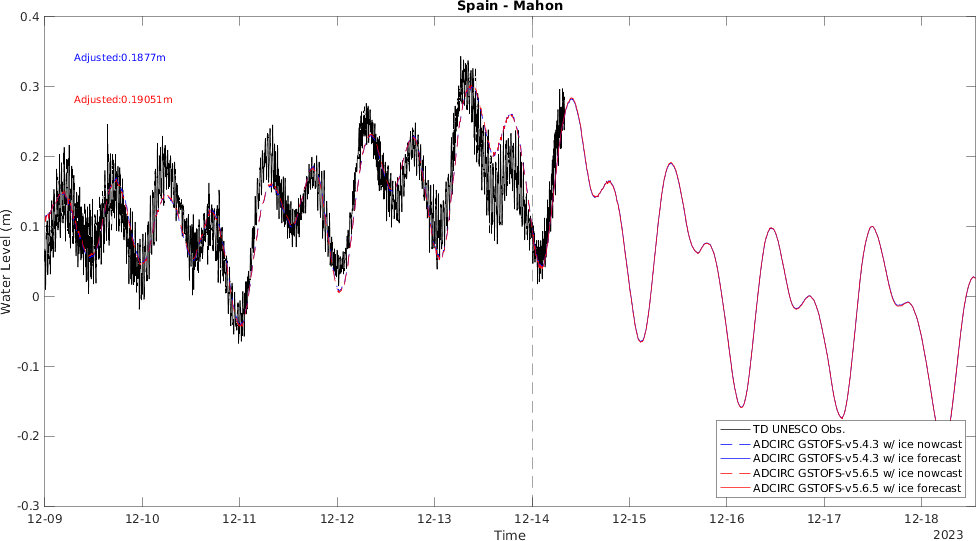 Spain - Mahon
0.4
0.3
0.2
0.1
0
-0.1
-0.2
-0.3
Water Level (m)
Adjusted:0.1877m
Adjusted:0.19051m
TD UNESCO Obs.
ADCIRC GSTOFS-v5.4.3 w/ ice nowcast
ADCIRC GSTOFS-v5.4.3 w/ ice forecast
ADCIRC GSTOFS-v5.6.5 w/ ice nowcast
ADCIRC GSTOFS-v5.6.5 w/ ice forecast
12-09 12-10 12-11 12-12 12-13 12-14 12-15 12-16 12-17 12-18
Time
2023